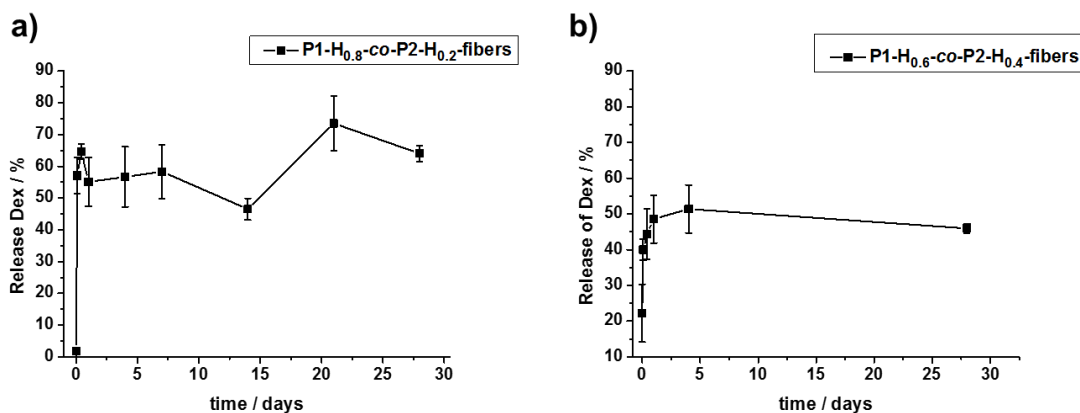 a)
P1-H0.8-co-P2-H0.2-fibers
90
80
70
60
50
40
30
20
10
0
Release Dex / %
0 5 10 15 20 25 30
time / days
b)
P1-H0.6-co-P2-H0.4-fibers
90
80
70
60
50
40
30
20
10
Release of Dex / %
0 5 10 15 20 25 30
time / days